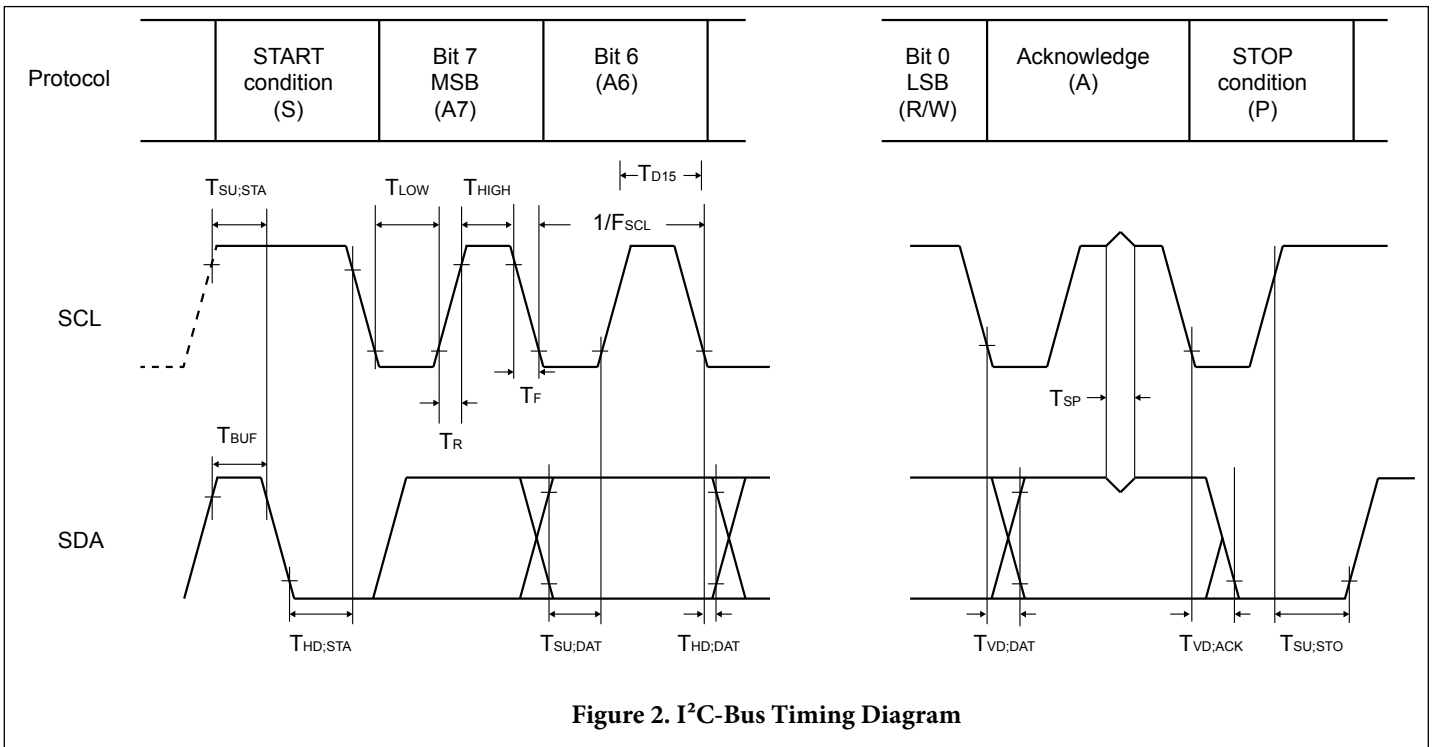 Protocol
START
condition
(S)
Bit 7
MSB
(A7)
Bit 6
(A6)
Bit 0
LSB
(R/W)
Acknowledge
(A)
STOP
condition
(P)
TSU;STA
TLOW
THIGH
TD15
1/FSCL
SCL
TF
TR
TSP
TBUF
SDA
THD;STA
TSU;DAT
THD;DAT
TVD;DAT
TVD;ACK
TSU;STO
Figure 2. I²C-Bus Timing Diagram